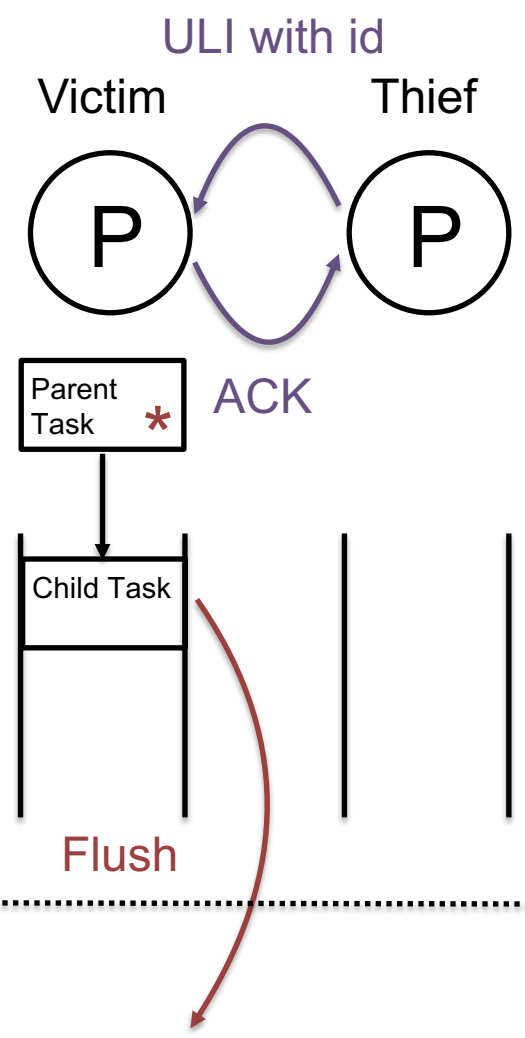 ULI with id
Victim
Thief
P
P
ACK
Parent
Task *
Child Task
Flush